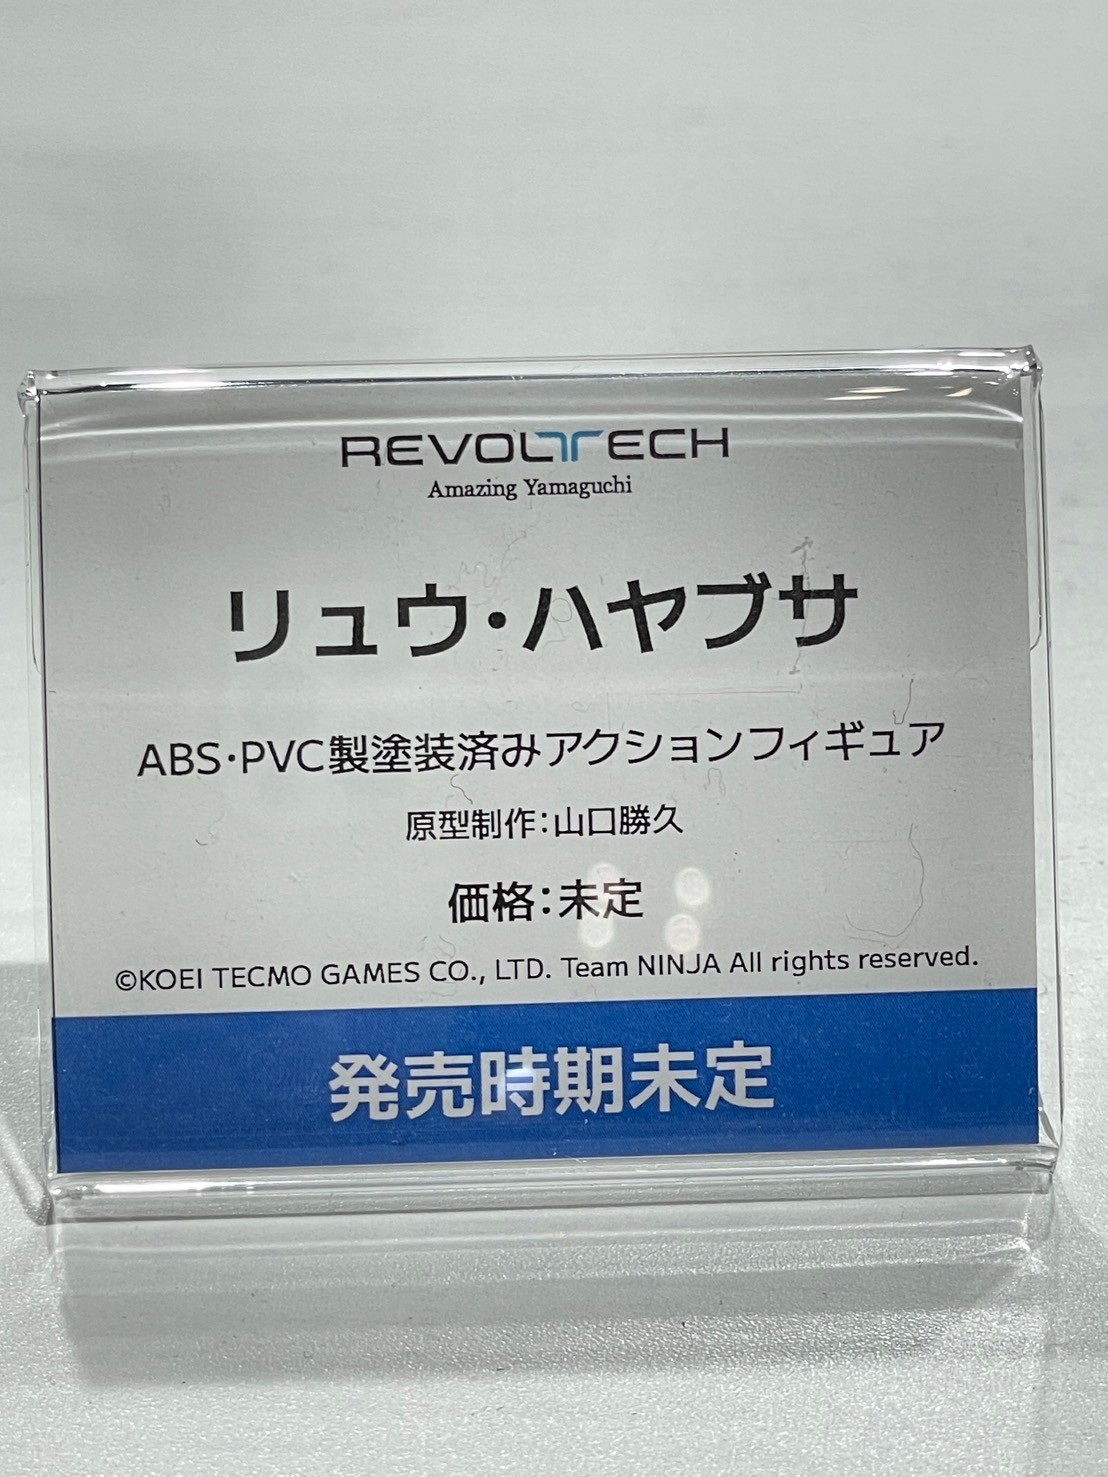 REVOLTECH
Amazing Yamaguchi
リュウ・ハヤブサ
ABS・PVC製塗装済みアクションフィギュア
原型制作：山口勝久
価格：未定
©KOEI TECMO GAMES CO., LTD. Team NINJA All rights reserved.
発売時期未定